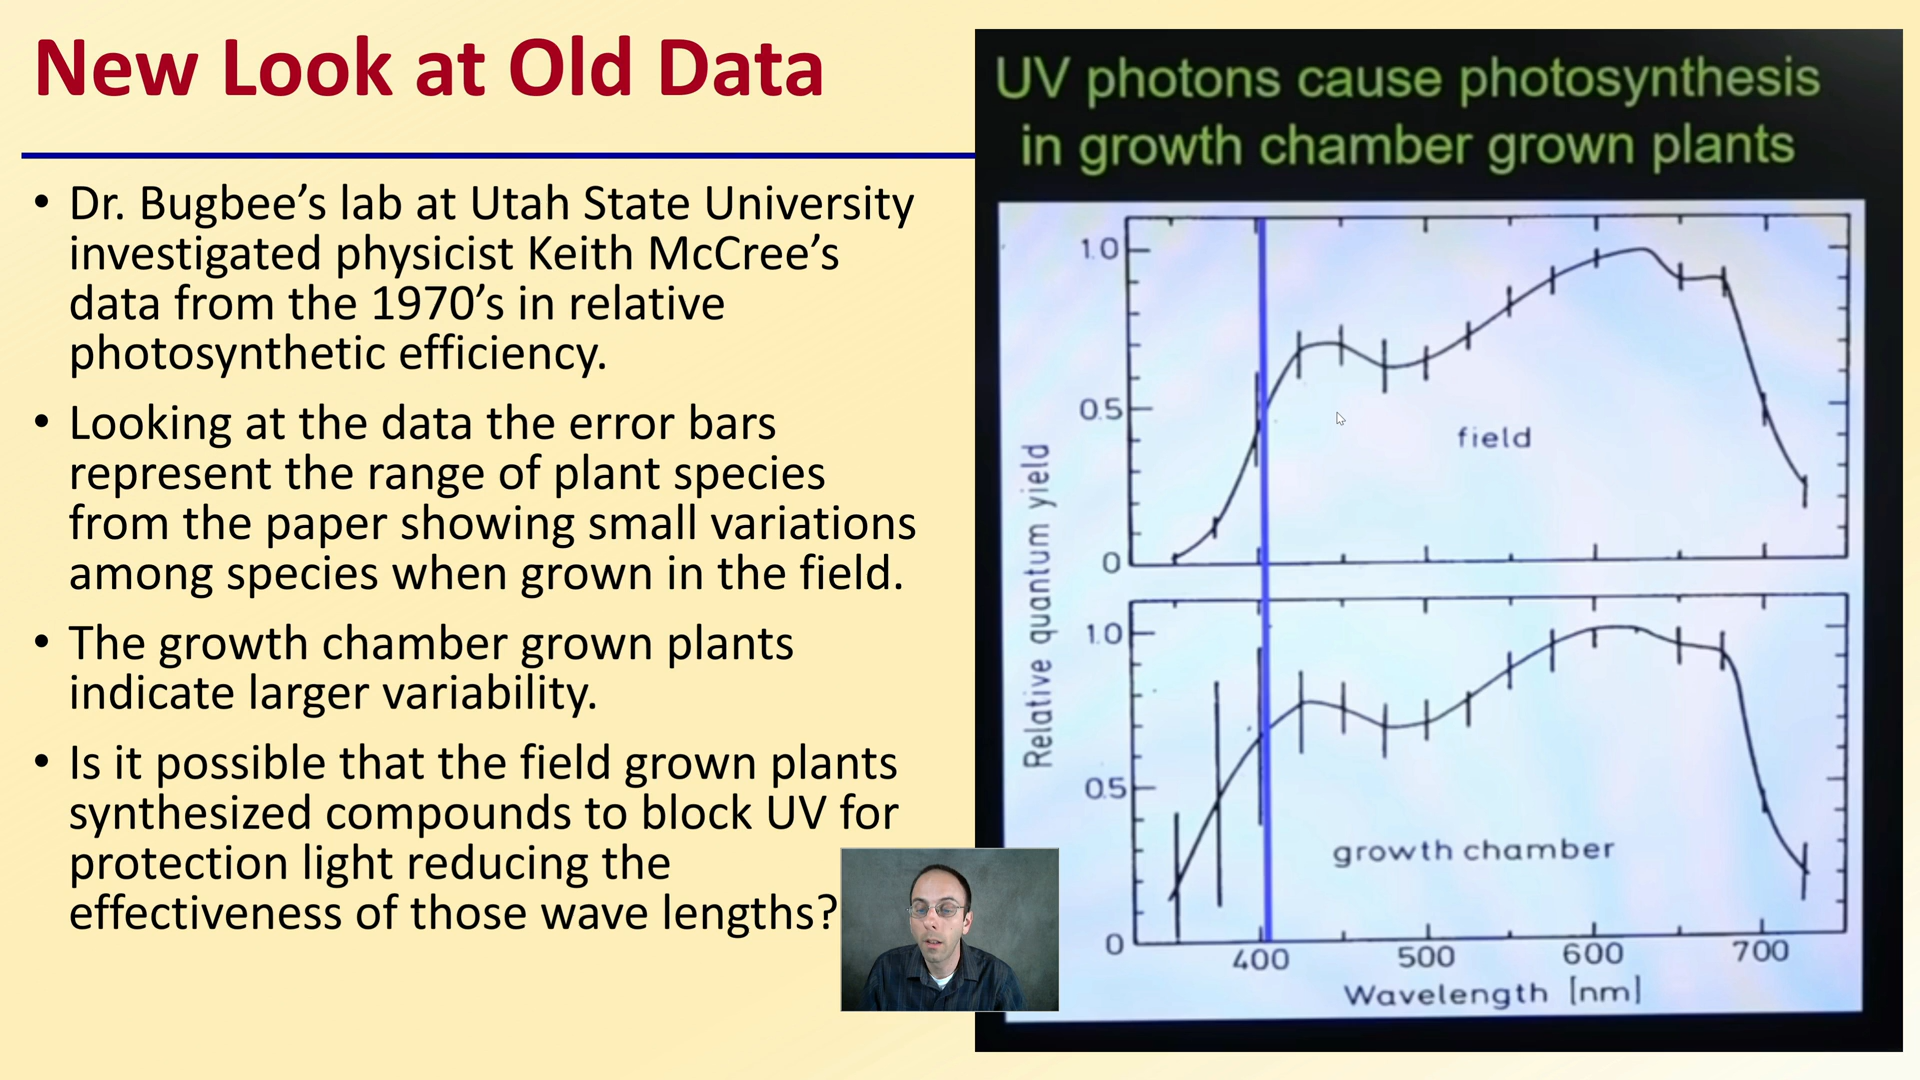 New Look at Old Data
• Dr. Bugbee’s lab at Utah State University
investigated physicist Keith McCree’s
data from the 1970’s in relative
photosynthetic efficiency.
• Looking at the data the error bars
represent the range of plant species
from the paper showing small variations
among species when grown in the field.
• The growth chamber grown plants
indicate larger variability.
• Is it possible that the field grown plants
synthesized compounds to block UV for
protection light reducing the
effectiveness of those wave lengths?
UV photons cause photosynthesis
in growth chamber grown plants
Relative quantum yield
1.0
0.5
0
field
1.0
0.5
0
growth chamber
400 500 600 700
Wavelength [nm]